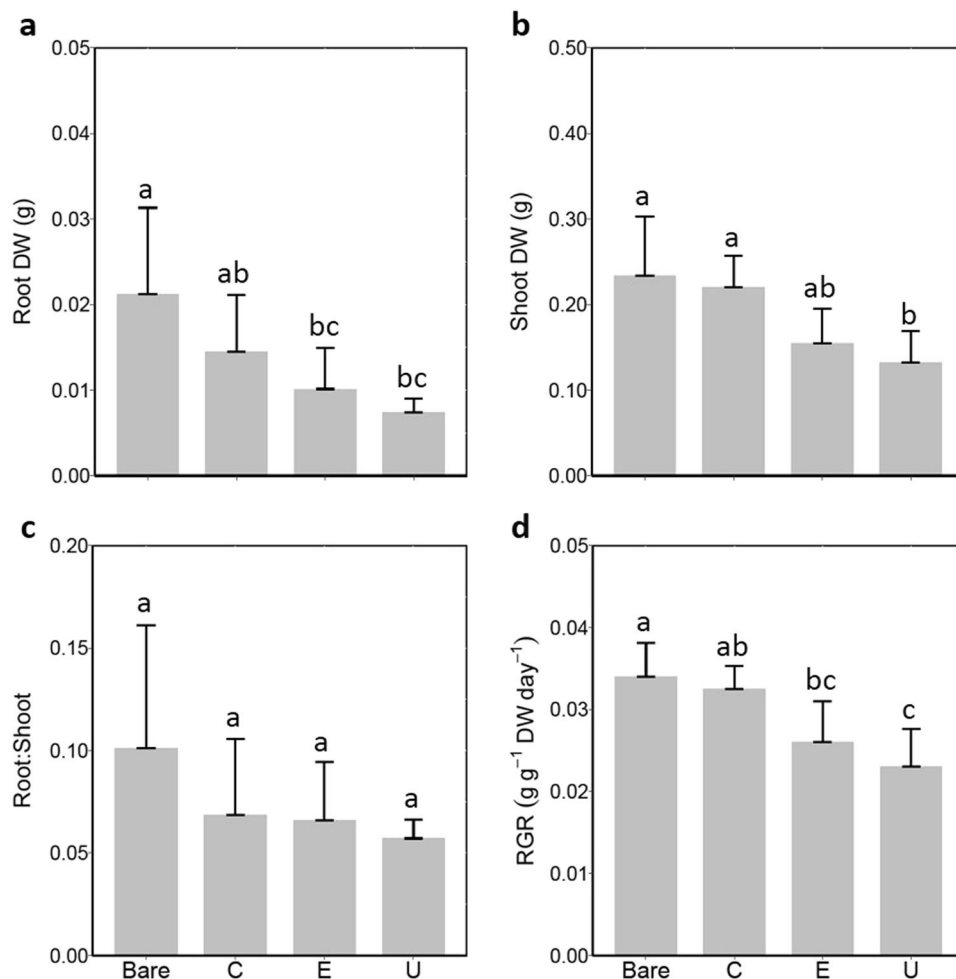 a
0.05
0.04
0.03
0.02
0.01
0.00
Root DW (g)
a
ab
bc
bc
b
0.50
0.40
0.30
0.20
0.10
0.00
Shoot DW (g)
a
a
ab
b
c
0.20
0.15
0.10
0.05
0.00
Root:Shoot
a
a
a
a
Bare C E U
d
0.05
0.04
0.03
0.02
0.01
0.00
RGR (g g⁻¹ DW day⁻¹)
a
ab
bc
c
Bare C E U